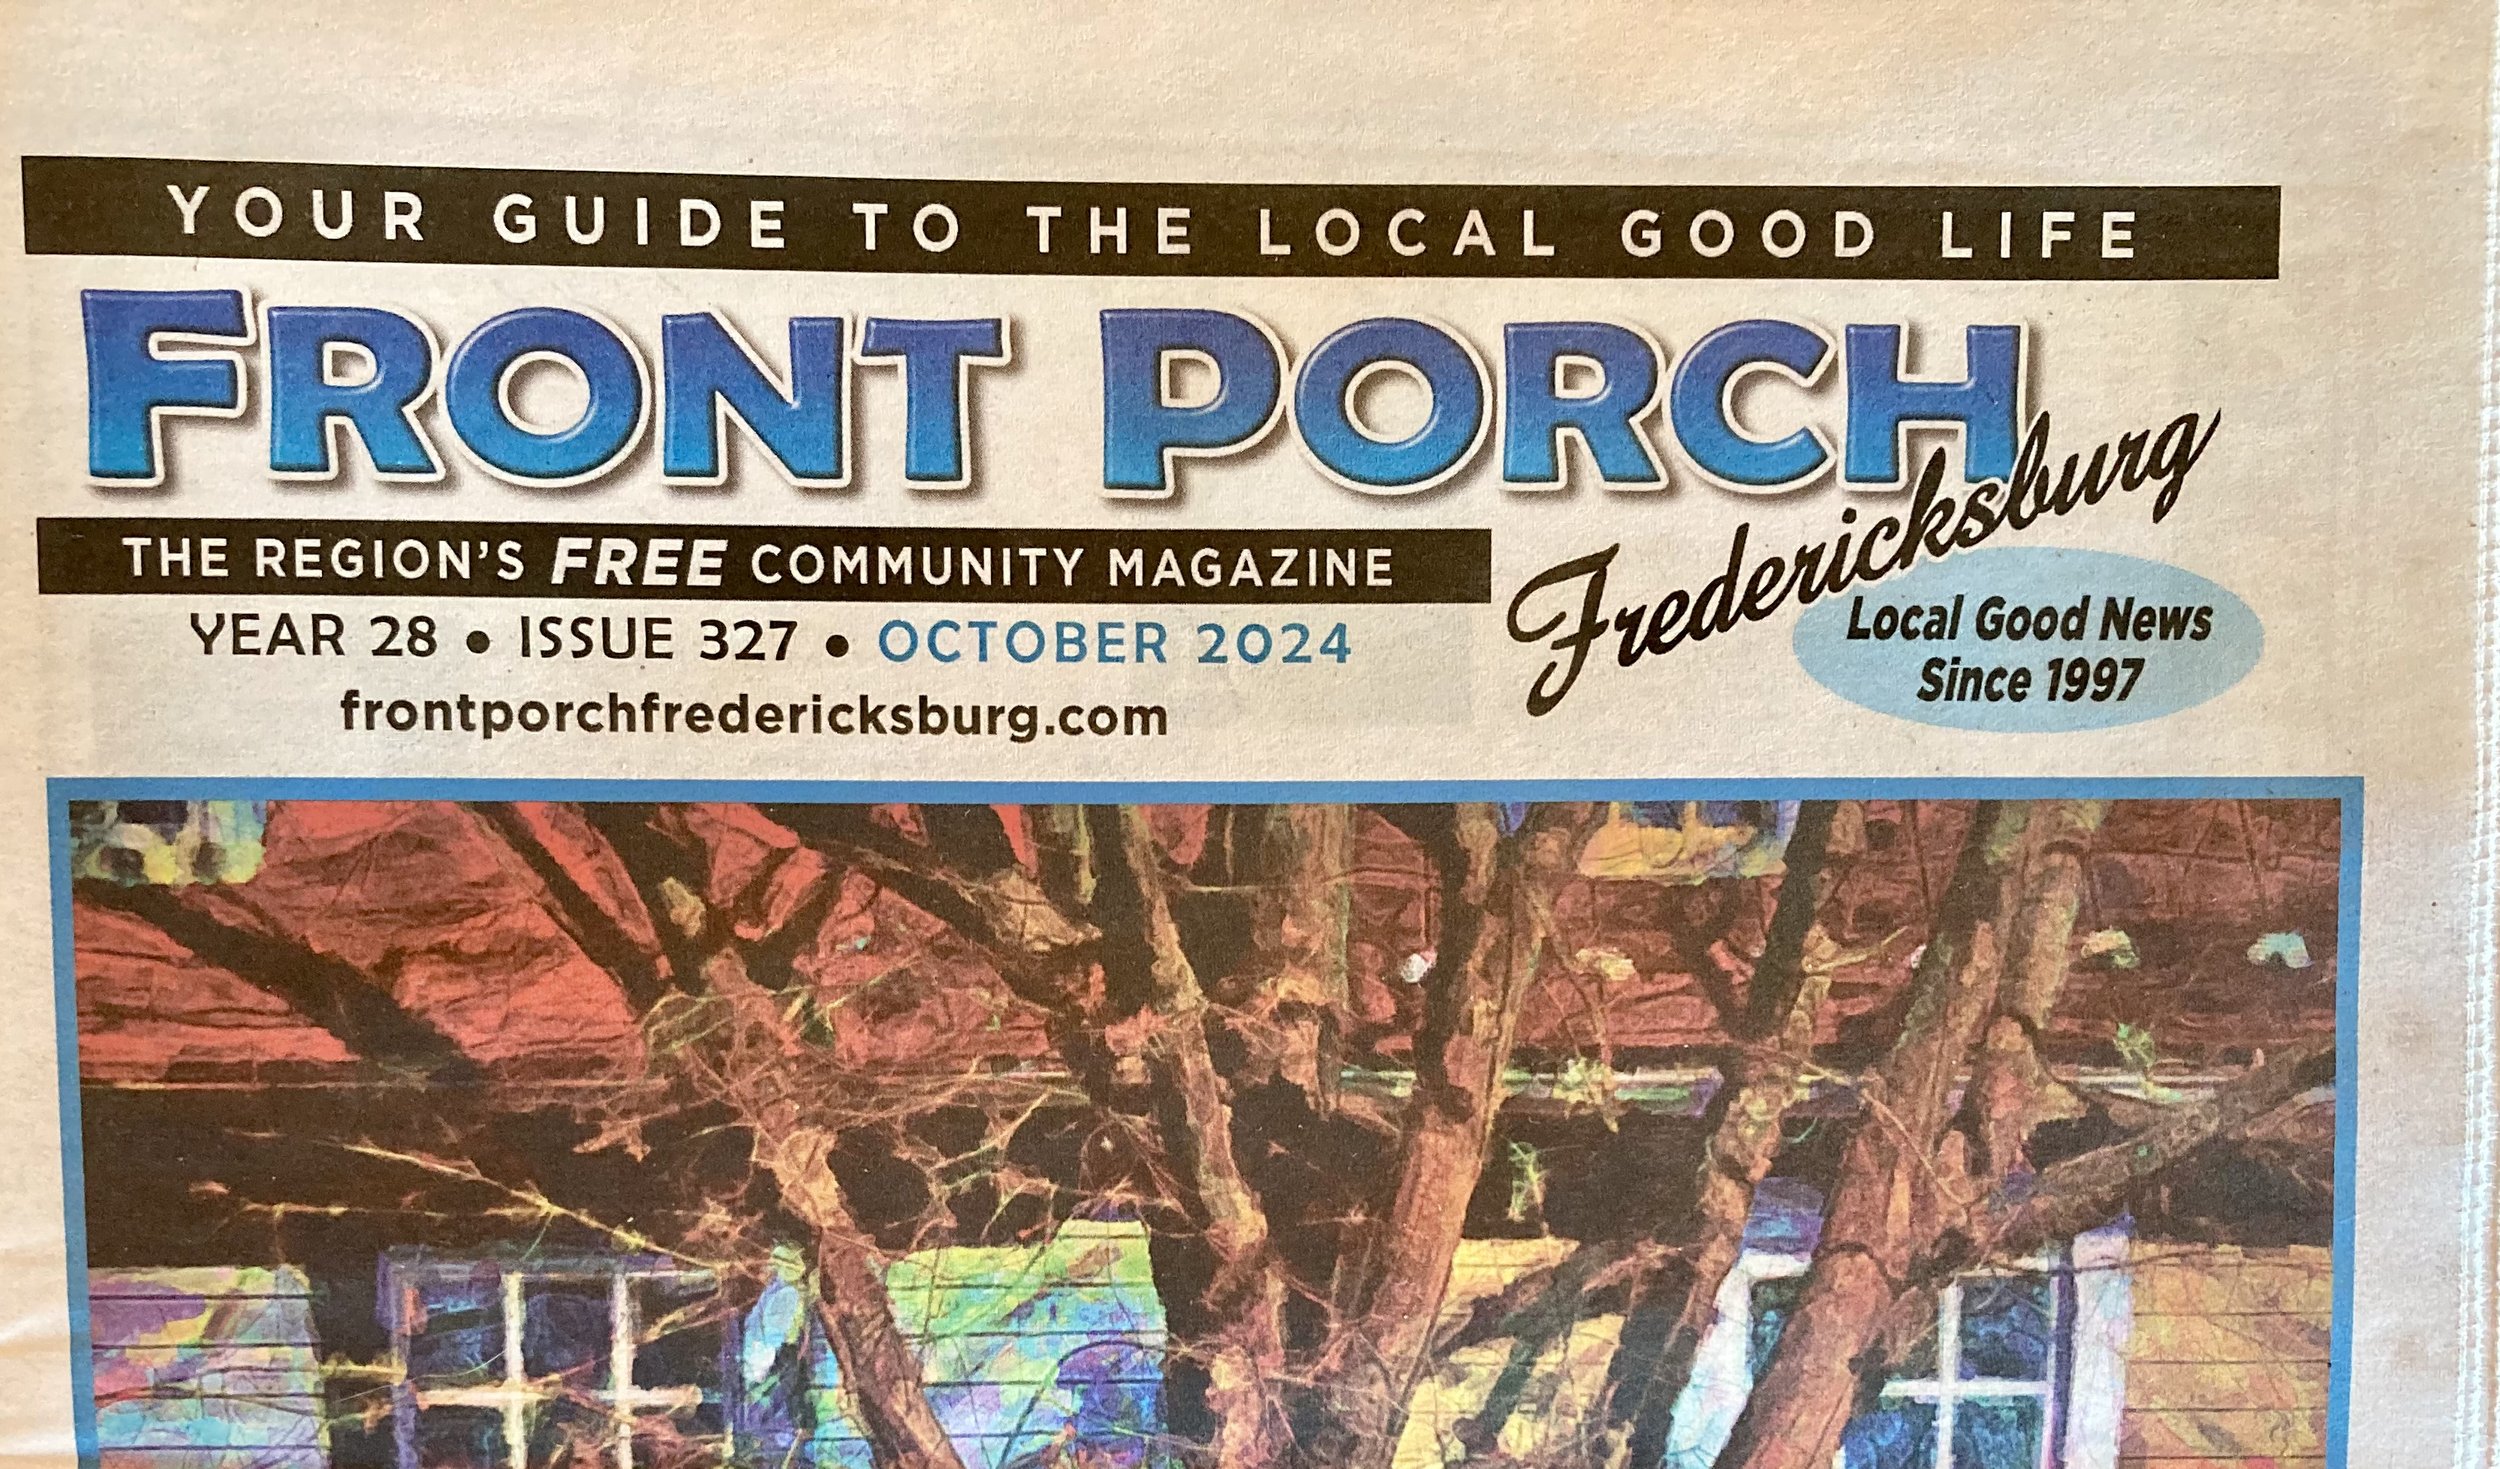 YOUR GUIDE TO THE LOCAL GOOD LIFE
FRONT PORCH
Fredericksburg
THE REGION'S FREE COMMUNITY MAGAZINE
YEAR 28 • ISSUE 327 • OCTOBER 2024
frontporchfredericksburg.com
Local Good News
Since 1997